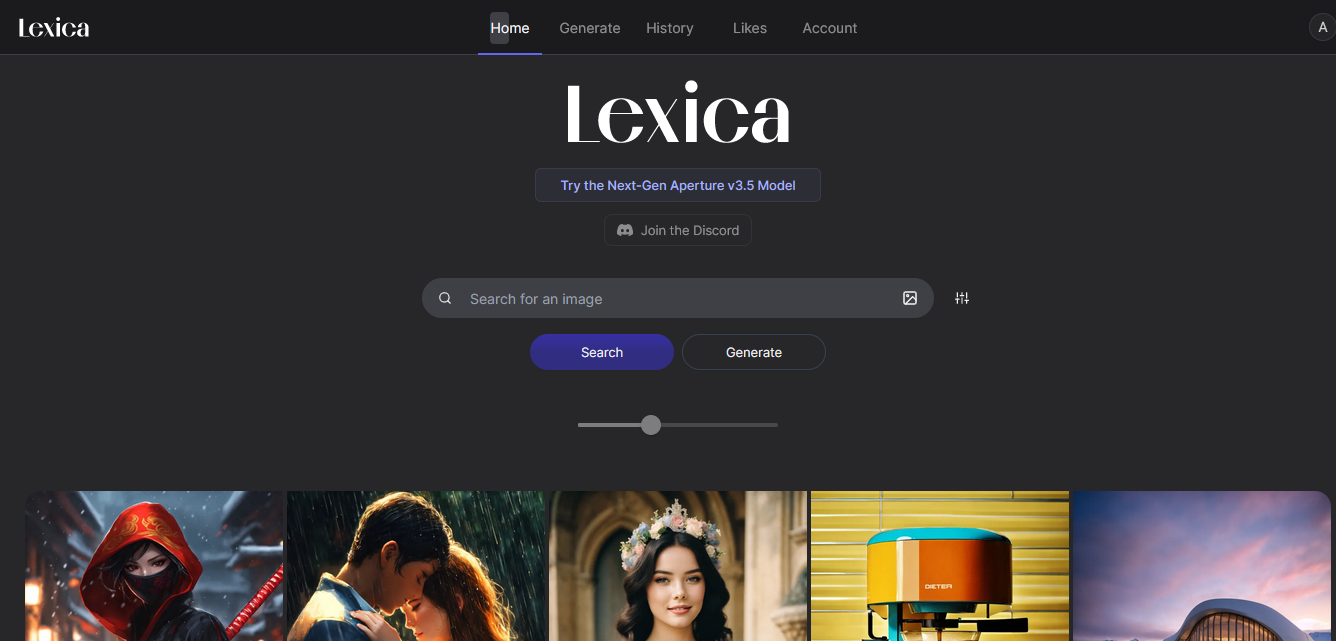 Lexica Home Generate History Likes Account A
Lexica
Try the Next-Gen Aperture v3.5 Model
Join the Discord
Search for an image
Search Generate
DIETER